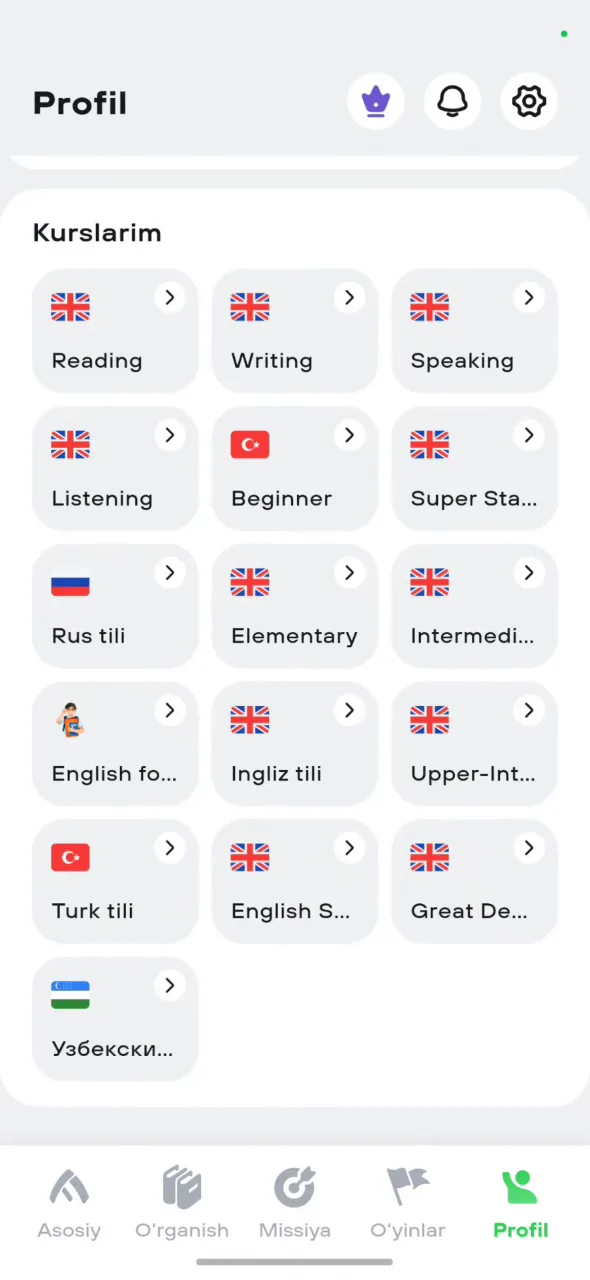 Profil
Kurslarim
Reading
Writing
Speaking
Listening
Beginner
Super Sta...
Rus tili
Elementary
Intermedi...
English fo...
Ingliz tili
Upper-Int...
Turk tili
English S...
Great De...
Узбекски...
Asosiy
O'rganish
Missiya
O'yinlar
Profil